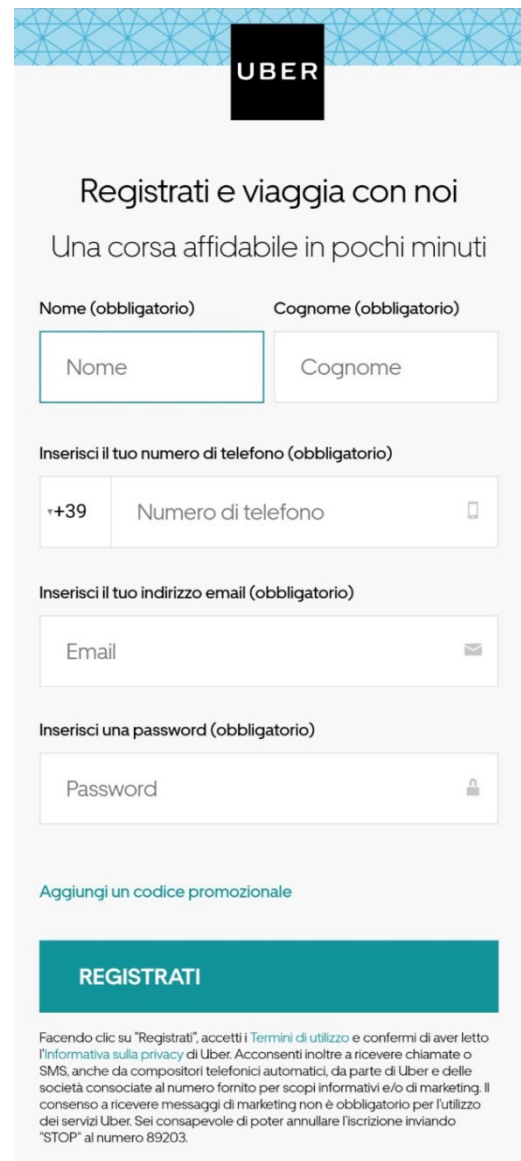 UBER
Registrati e viaggia con noi
Una corsa affidabile in pochi minuti
Nome (obbligatorio) Cognome (obbligatorio)
Nome Cognome
Inserisci il tuo numero di telefono (obbligatorio)
+39 Numero di telefono
Inserisci il tuo indirizzo email (obbligatorio)
Email
Inserisci una password (obbligatorio)
Password
Aggiungi un codice promozionale
REGISTRATI
Facendo clic su "Registrati", accetti i Termini di utilizzo e confermi di aver letto
l'Informativa sulla privacy di Uber. Acconsenti inoltre a ricevere chiamate o
SMS, anche da compositori telefonici automatici, da parte di Uber e delle
società consociate al numero fornito per scopi informativi e/o di marketing. Il
consenso a ricevere messaggi di marketing non è obbligatorio per l'utilizzo
dei servizi Uber. Sei consapevole di poter annullare l'iscrizione inviando
"STOP" al numero 89203.